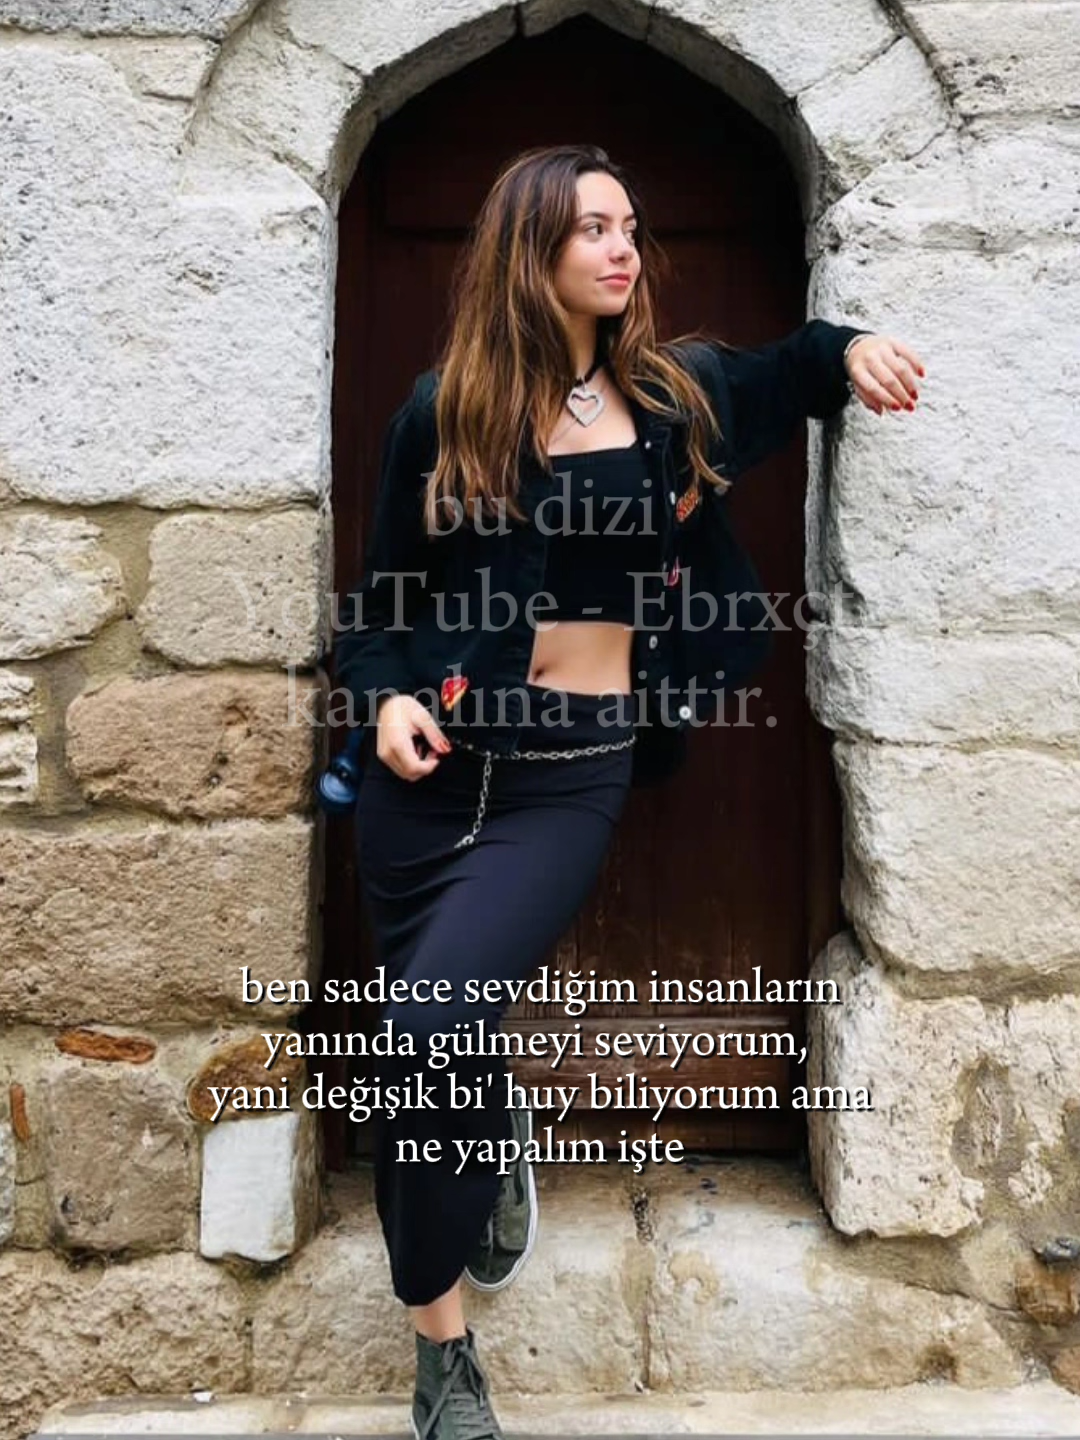 bu dizi
YouTube - Ebrxçt
kanalına aittir.
ben sadece sevdiğim insanların
yanında gülmeyi seviyorum,
yani değişik bi' huy biliyorum ama
ne yapalım işte